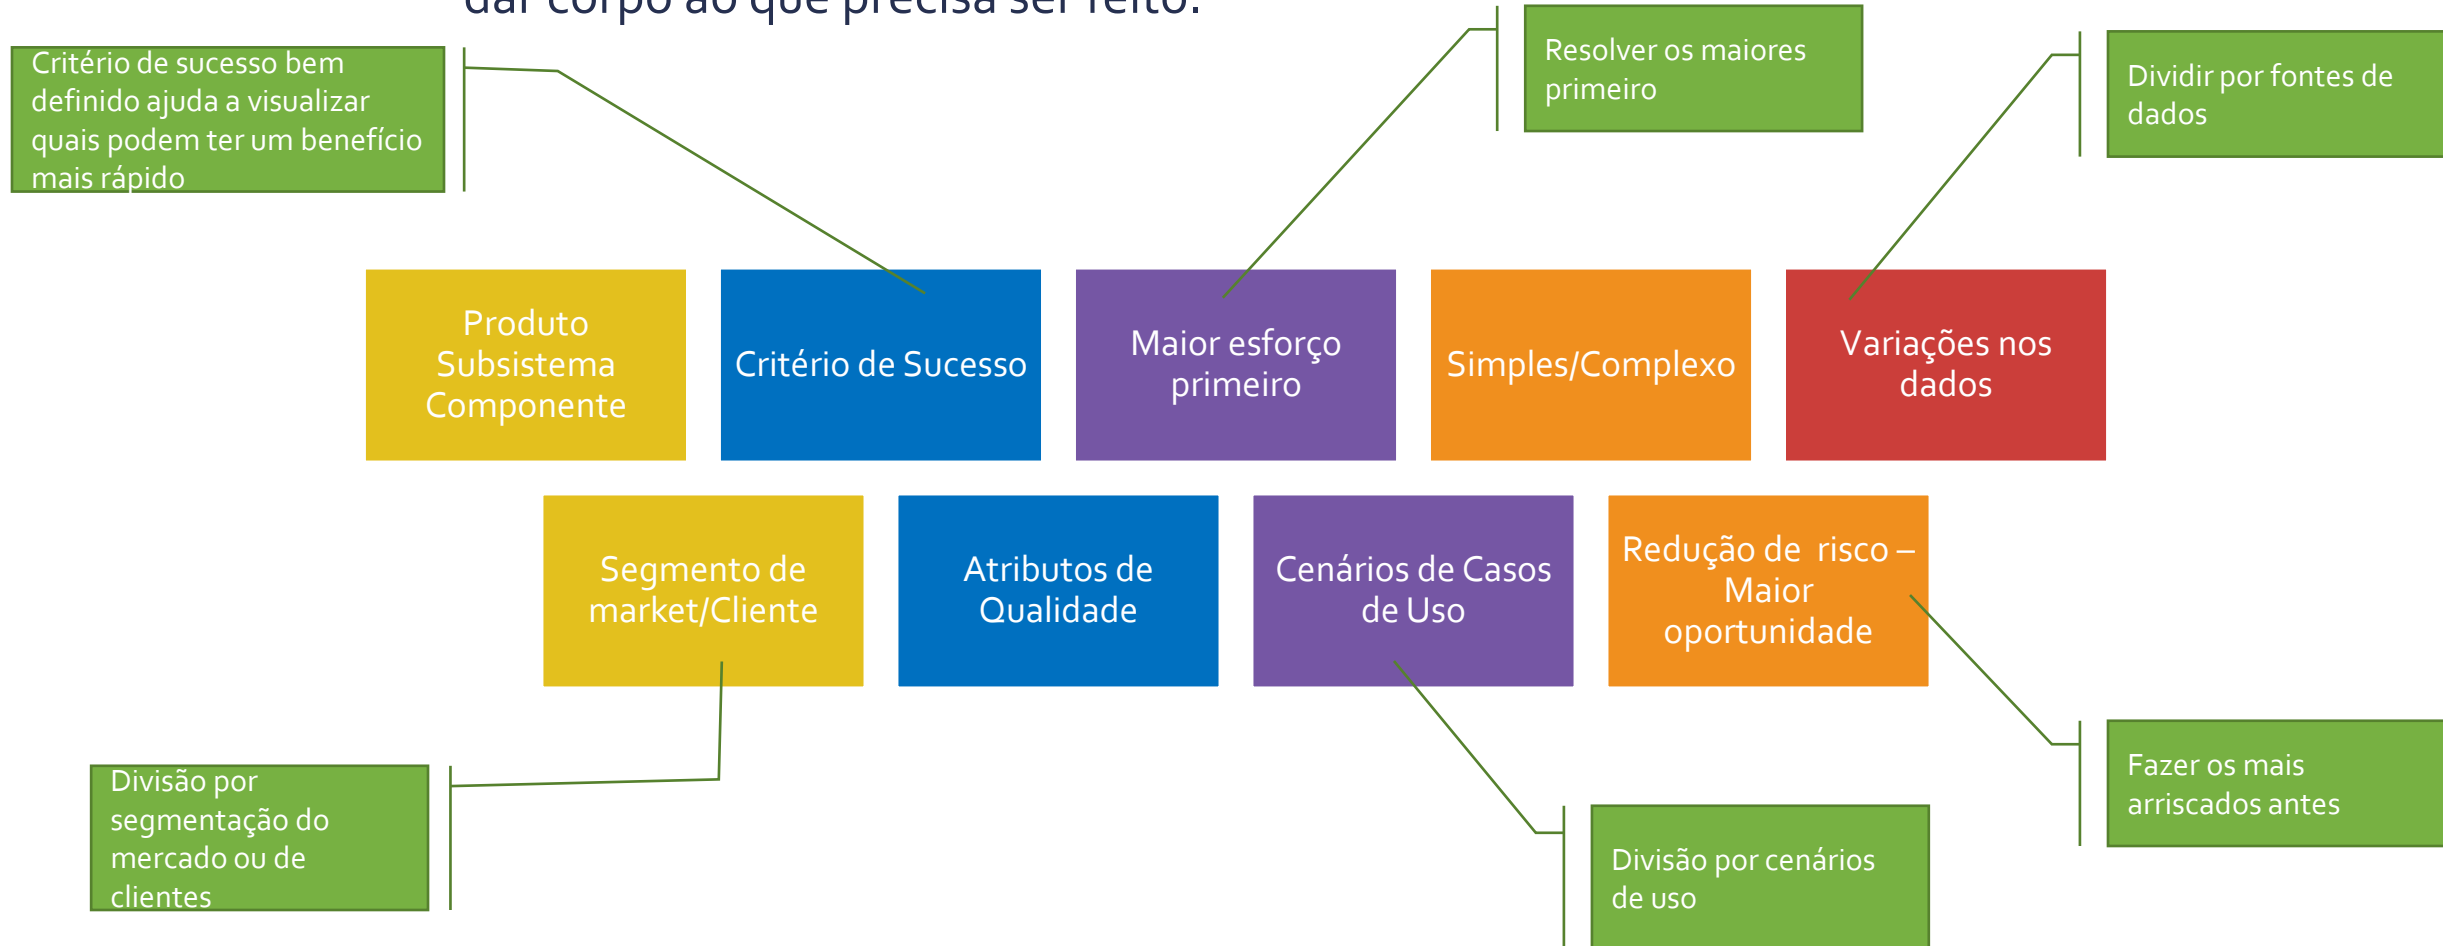 dar corpo ao que precisa ser feito.
Critério de sucesso bem
definido ajuda a visualizar
quais podem ter um benefício
mais rápido
Resolver os maiores
primeiro
Dividir por fontes de
dados
Produto
Subsistema
Componente
Critério de Sucesso
Maior esforço
primeiro
Simples/Complexo
Variações nos
dados
Segmento de
market/Cliente
Atributos de
Qualidade
Cenários de Casos
de Uso
Redução de  risco –
Maior
oportunidade
Divisão por
segmentação do
mercado ou de
clientes
Divisão por cenários
de uso
Fazer os mais
arriscados antes